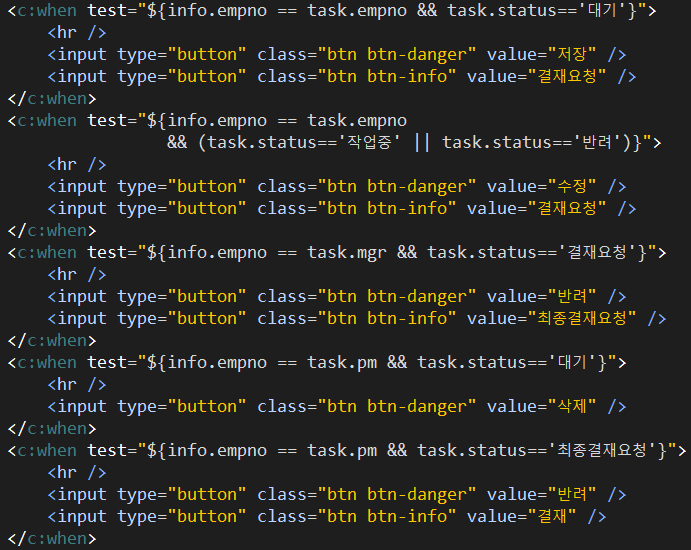 <c:when test="${info.empno == task.empno && task.status=='대기'}">
    <hr />
    <input type="button" class="btn btn-danger" value="저장" />
    <input type="button" class="btn btn-info" value="결재요청" />
</c:when>
<c:when test="${info.empno == task.empno
               && (task.status=='작업중' || task.status=='반려')}">
    <hr />
    <input type="button" class="btn btn-danger" value="수정" />
    <input type="button" class="btn btn-info" value="결재요청" />
</c:when>
<c:when test="${info.empno == task.mgr && task.status=='결재요청'}">
    <hr />
    <input type="button" class="btn btn-danger" value="반려" />
    <input type="button" class="btn btn-info" value="최종결재요청" />
</c:when>
<c:when test="${info.empno == task.pm && task.status=='대기'}">
    <hr />
    <input type="button" class="btn btn-danger" value="삭제" />
</c:when>
<c:when test="${info.empno == task.pm && task.status=='최종결재요청'}">
    <hr />
    <input type="button" class="btn btn-danger" value="반려" />
    <input type="button" class="btn btn-info" value="결재" />
</c:when>